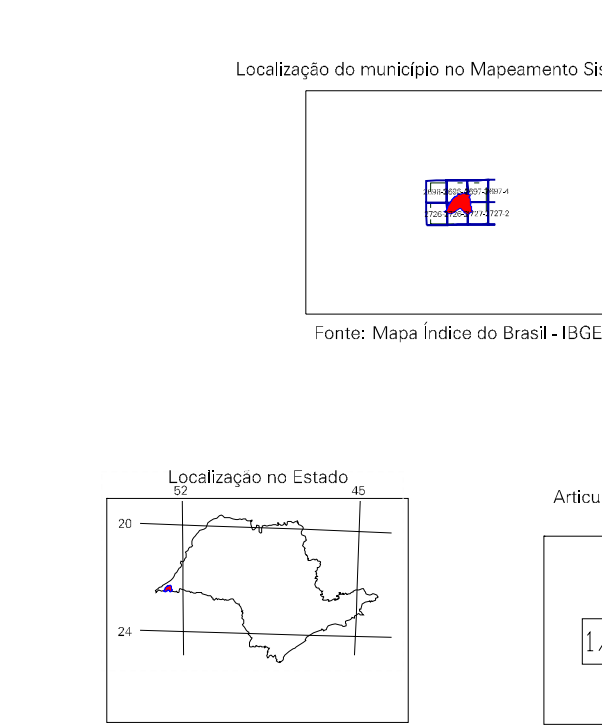 Localização do município no Mapeamento Sis
Fonte: Mapa Índice do Brasil - IBGE
Localização no Estado
52 45
20
24
Articu
1/